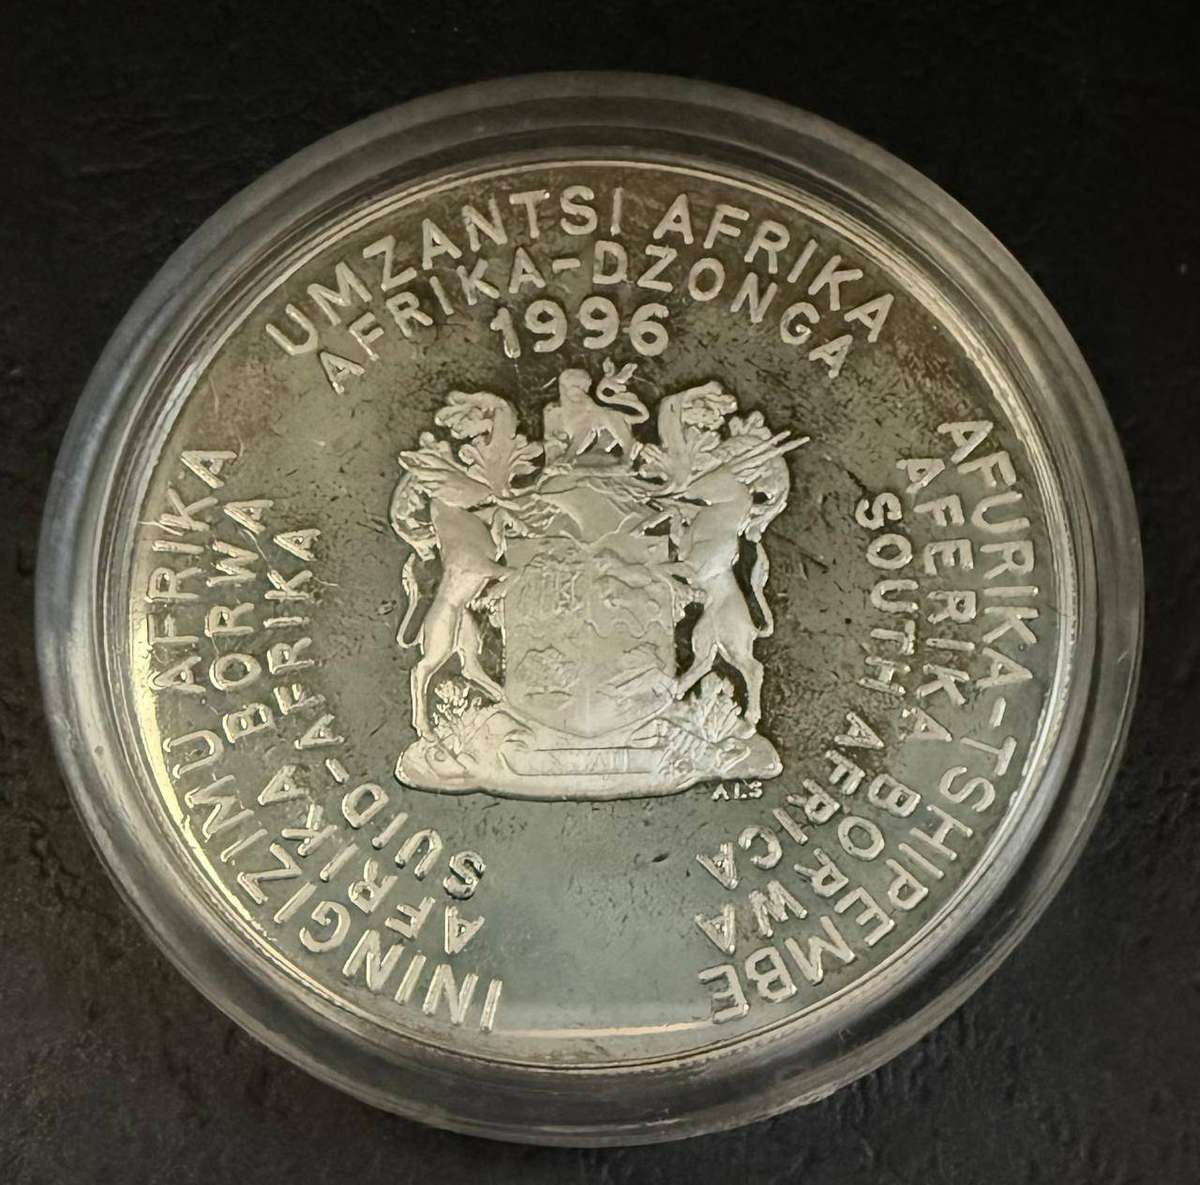 UMZANTSI AFRIKA
AFRIKA-DZONGA
1996
ININGIZIMU AFRIKA
AFRIKA BORWA
SUID-AFRIKA
AFURIKA-TSHIPEMBE
AFERIKA BORWA
SOUTH AFRICA
ALS